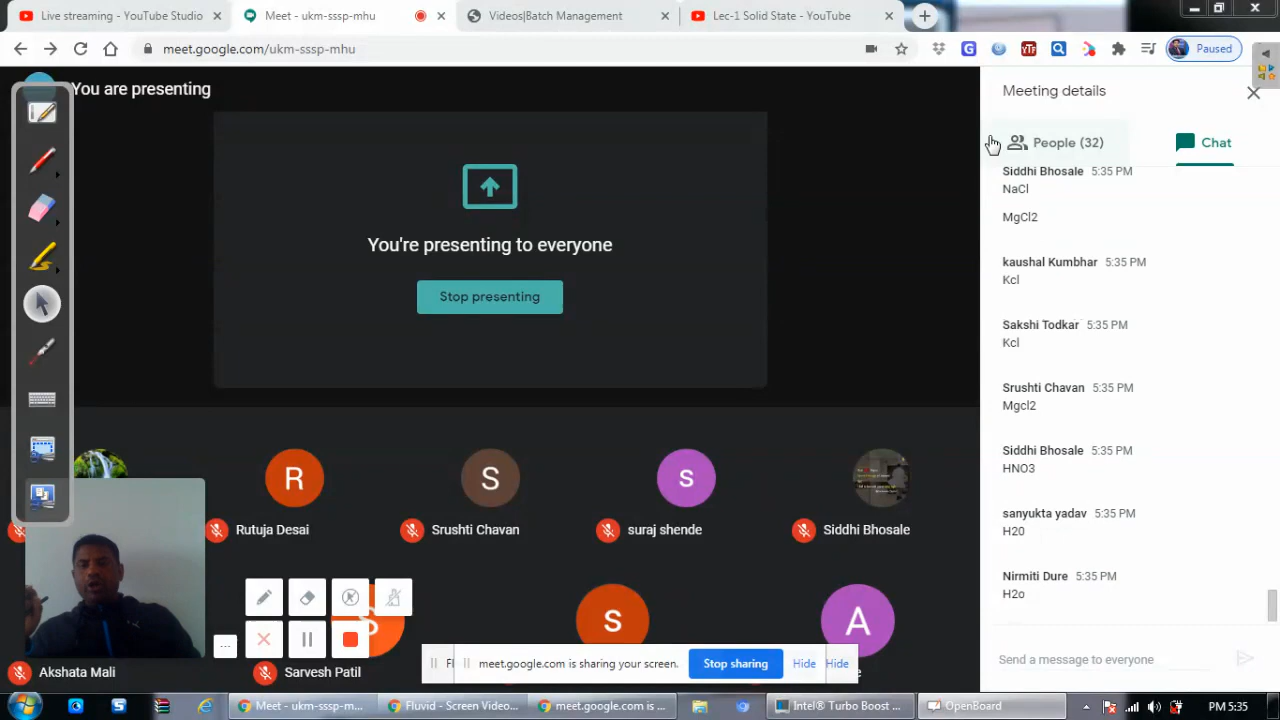 Live streaming - YouTube Studio
Meet - ukm-sssp-mhu
Videos|Batch Management
Lec-1 Solid State - YouTube
meet.google.com/ukm-sssp-mhu
Paused
You are presenting
You're presenting to everyone
Stop presenting
R
S
s
Rutuja Desai
Srushti Chavan
suraj shende
Siddhi Bhosale
S
s
A
Akshata Mali
Sarvesh Patil
meet.google.com is sharing your screen.
Stop sharing
Hide
Hide
Meeting details
People (32)
Chat
Siddhi Bhosale 5:35 PM
NaCl
MgCl2
kaushal Kumbhar 5:35 PM
Kcl
Sakshi Todkar 5:35 PM
Kcl
Srushti Chavan 5:35 PM
Mgcl2
Siddhi Bhosale 5:35 PM
HNO3
sanyukta yadav 5:35 PM
H20
Nirmiti Dure 5:35 PM
H2o
Send a message to everyone
Meet - ukm-sssp-m...
Fluvid - Screen Video...
meet.google.com is ...
Intel® Turbo Boost ...
OpenBoard
PM 5:35